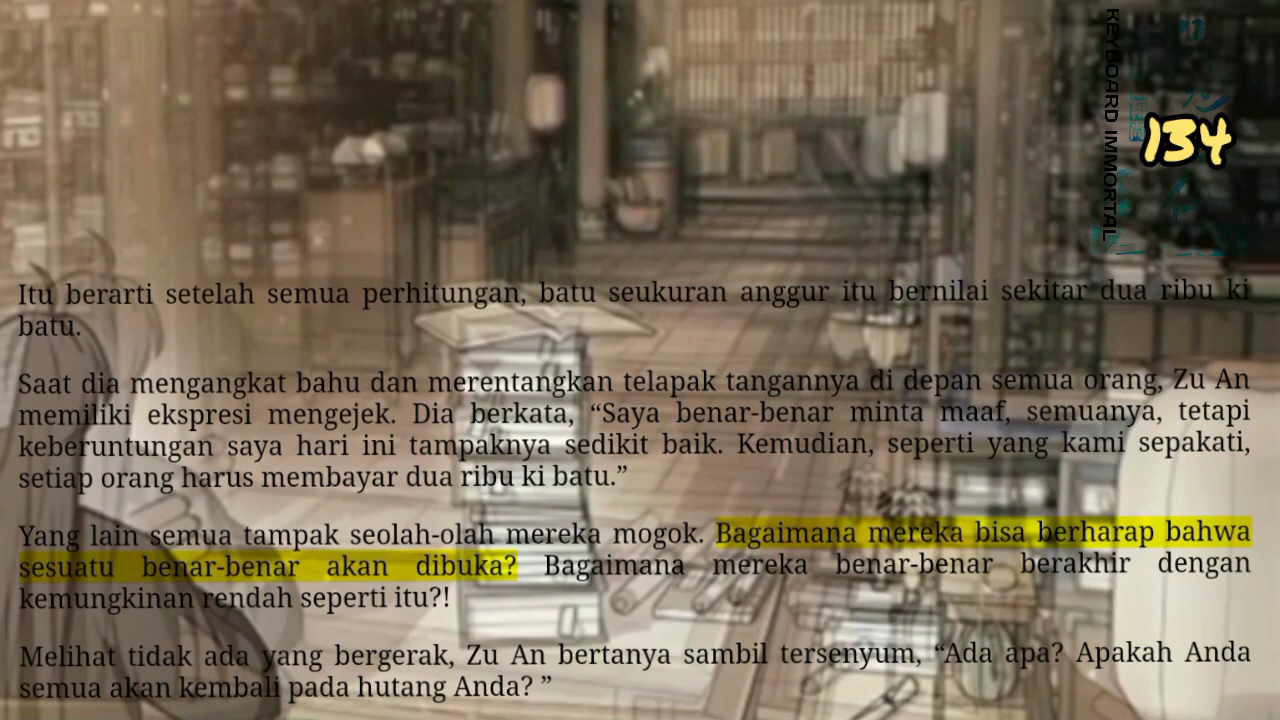 KEYBOARD IMMORTAL
134
Itu berarti setelah semua perhitungan, batu seukuran anggur itu bernilai sekitar dua ribu ki
batu.
Saat dia mengangkat bahu dan merentangkan telapak tangannya di depan semua orang, Zu An
memiliki ekspresi mengejek. Dia berkata, “Saya benar-benar minta maaf, semuanya, tetapi
keberuntungan saya hari ini tampaknya sedikit baik. Kemudian, seperti yang kami sepakati,
setiap orang harus membayar dua ribu ki batu.”
Yang lain semua tampak seolah-olah mereka mogok. Bagaimana mereka bisa berharap bahwa
sesuatu benar-benar akan dibuka? Bagaimana mereka benar-benar berakhir dengan
kemungkinan rendah seperti itu?!
Melihat tidak ada yang bergerak, Zu An bertanya sambil tersenyum, “Ada apa? Apakah Anda
semua akan kembali pada hutang Anda? ”